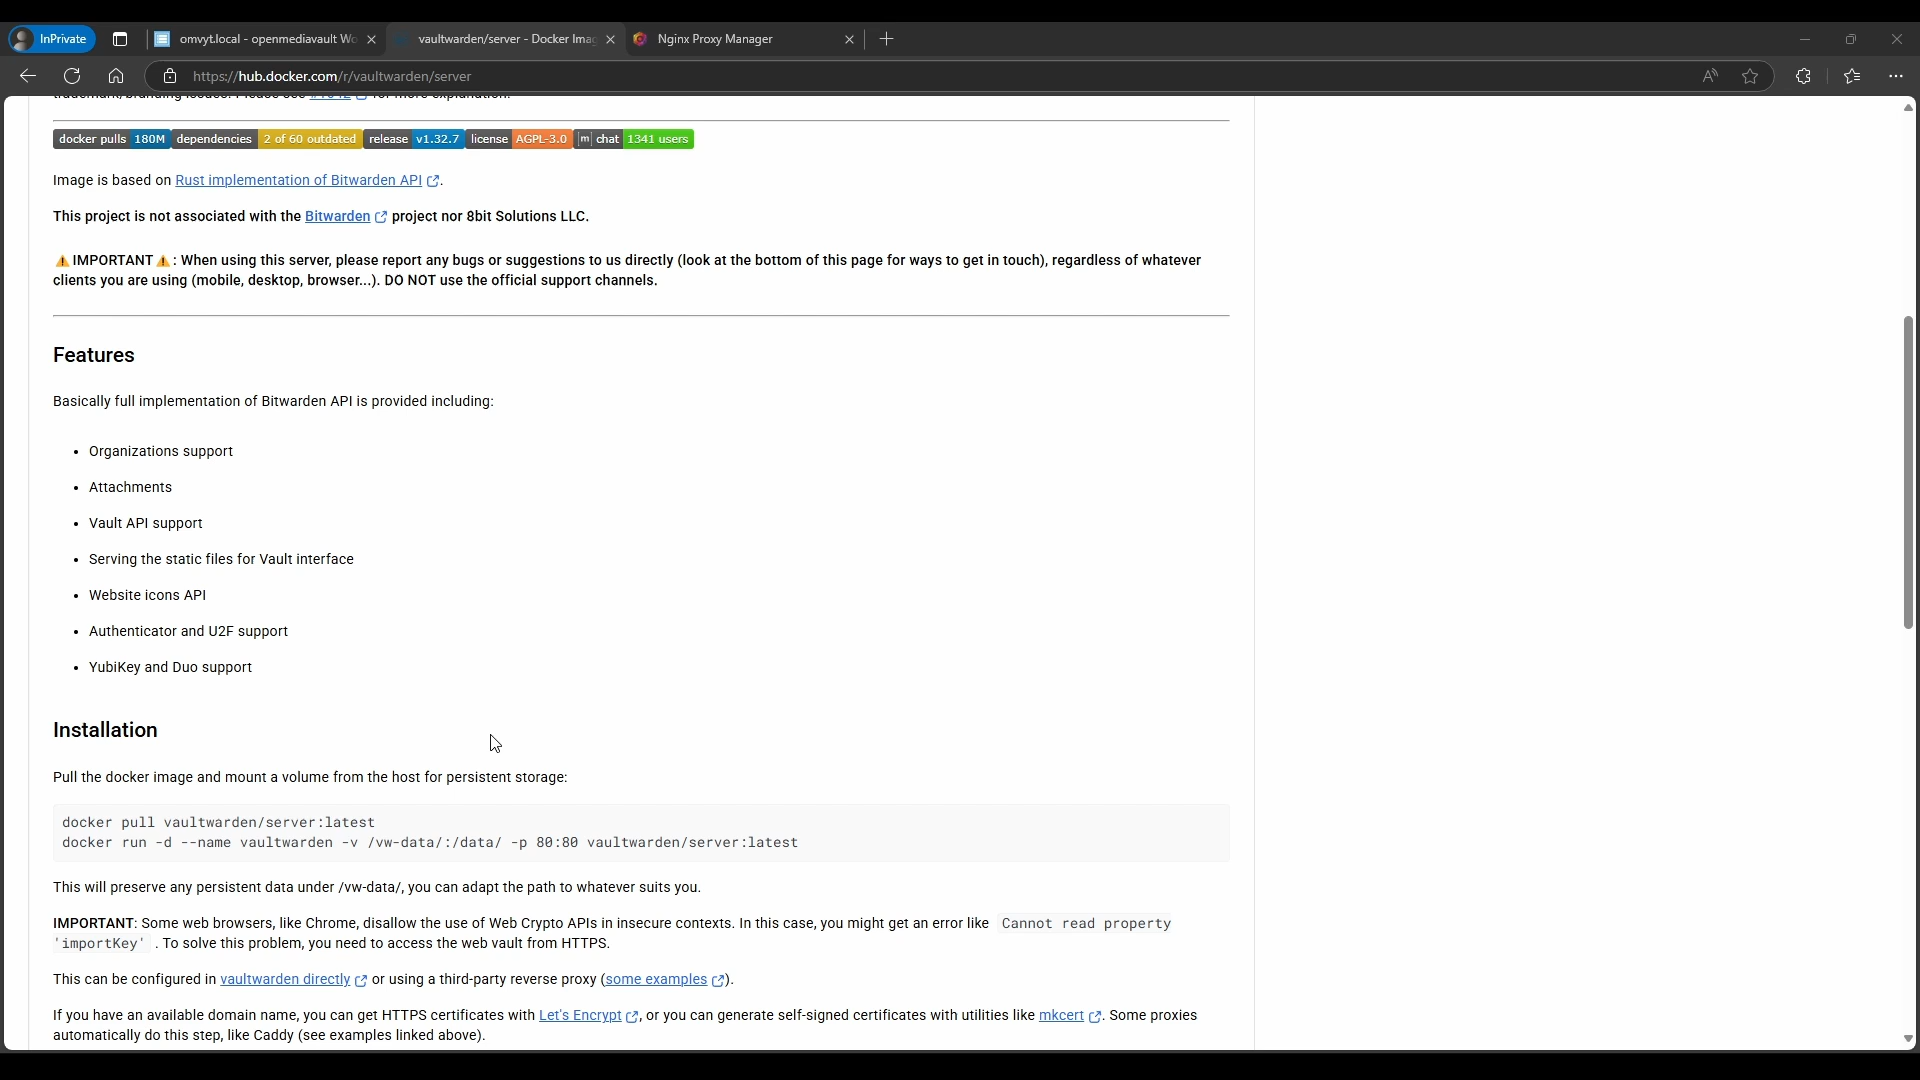 InPrivate
omvyt.local - openmediavault Wo
vaultwarden/server - Docker Imag
Nginx Proxy Manager
https://hub.docker.com/r/vaultwarden/server
docker pulls 180M dependencies 2 of 60 outdated release v1.32.7 license AGPL-3.0 [m] chat 1341 users
Image is based on Rust implementation of Bitwarden API.
This project is not associated with the Bitwarden project nor 8bit Solutions LLC.
⚠️IMPORTANT⚠️: When using this server, please report any bugs or suggestions to us directly (look at the bottom of this page for ways to get in touch), regardless of whatever
clients you are using (mobile, desktop, browser...). DO NOT use the official support channels.
Features
Basically full implementation of Bitwarden API is provided including:
• Organizations support
• Attachments
• Vault API support
• Serving the static files for Vault interface
• Website icons API
• Authenticator and U2F support
• YubiKey and Duo support
Installation
Pull the docker image and mount a volume from the host for persistent storage:
docker pull vaultwarden/server:latest
docker run -d --name vaultwarden -v /vw-data/:/data/ -p 80:80 vaultwarden/server:latest
This will preserve any persistent data under /vw-data/, you can adapt the path to whatever suits you.
IMPORTANT: Some web browsers, like Chrome, disallow the use of Web Crypto APIs in insecure contexts. In this case, you might get an error like Cannot read property
'importKey' . To solve this problem, you need to access the web vault from HTTPS.
This can be configured in vaultwarden directly or using a third-party reverse proxy (some examples).
If you have an available domain name, you can get HTTPS certificates with Let's Encrypt, or you can generate self-signed certificates with utilities like mkcert. Some proxies
automatically do this step, like Caddy (see examples linked above).